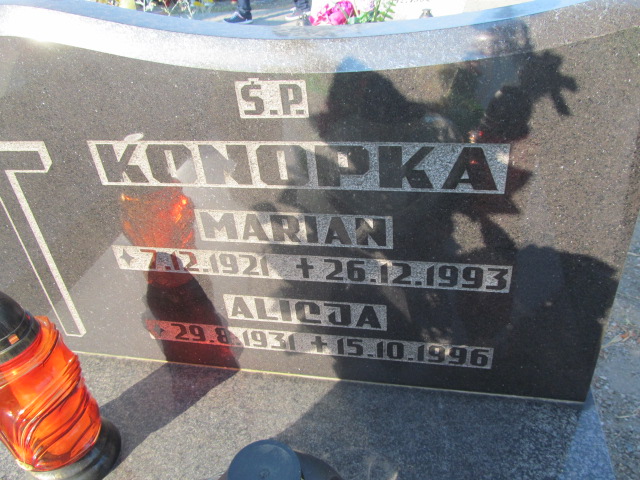 Ś.P.
KONOPKA
MARIAN
✦ 7.12.1921 ✝ 26.12.1993
ALICJA
✦ 29.8.1931 ✝ 15.10.1996